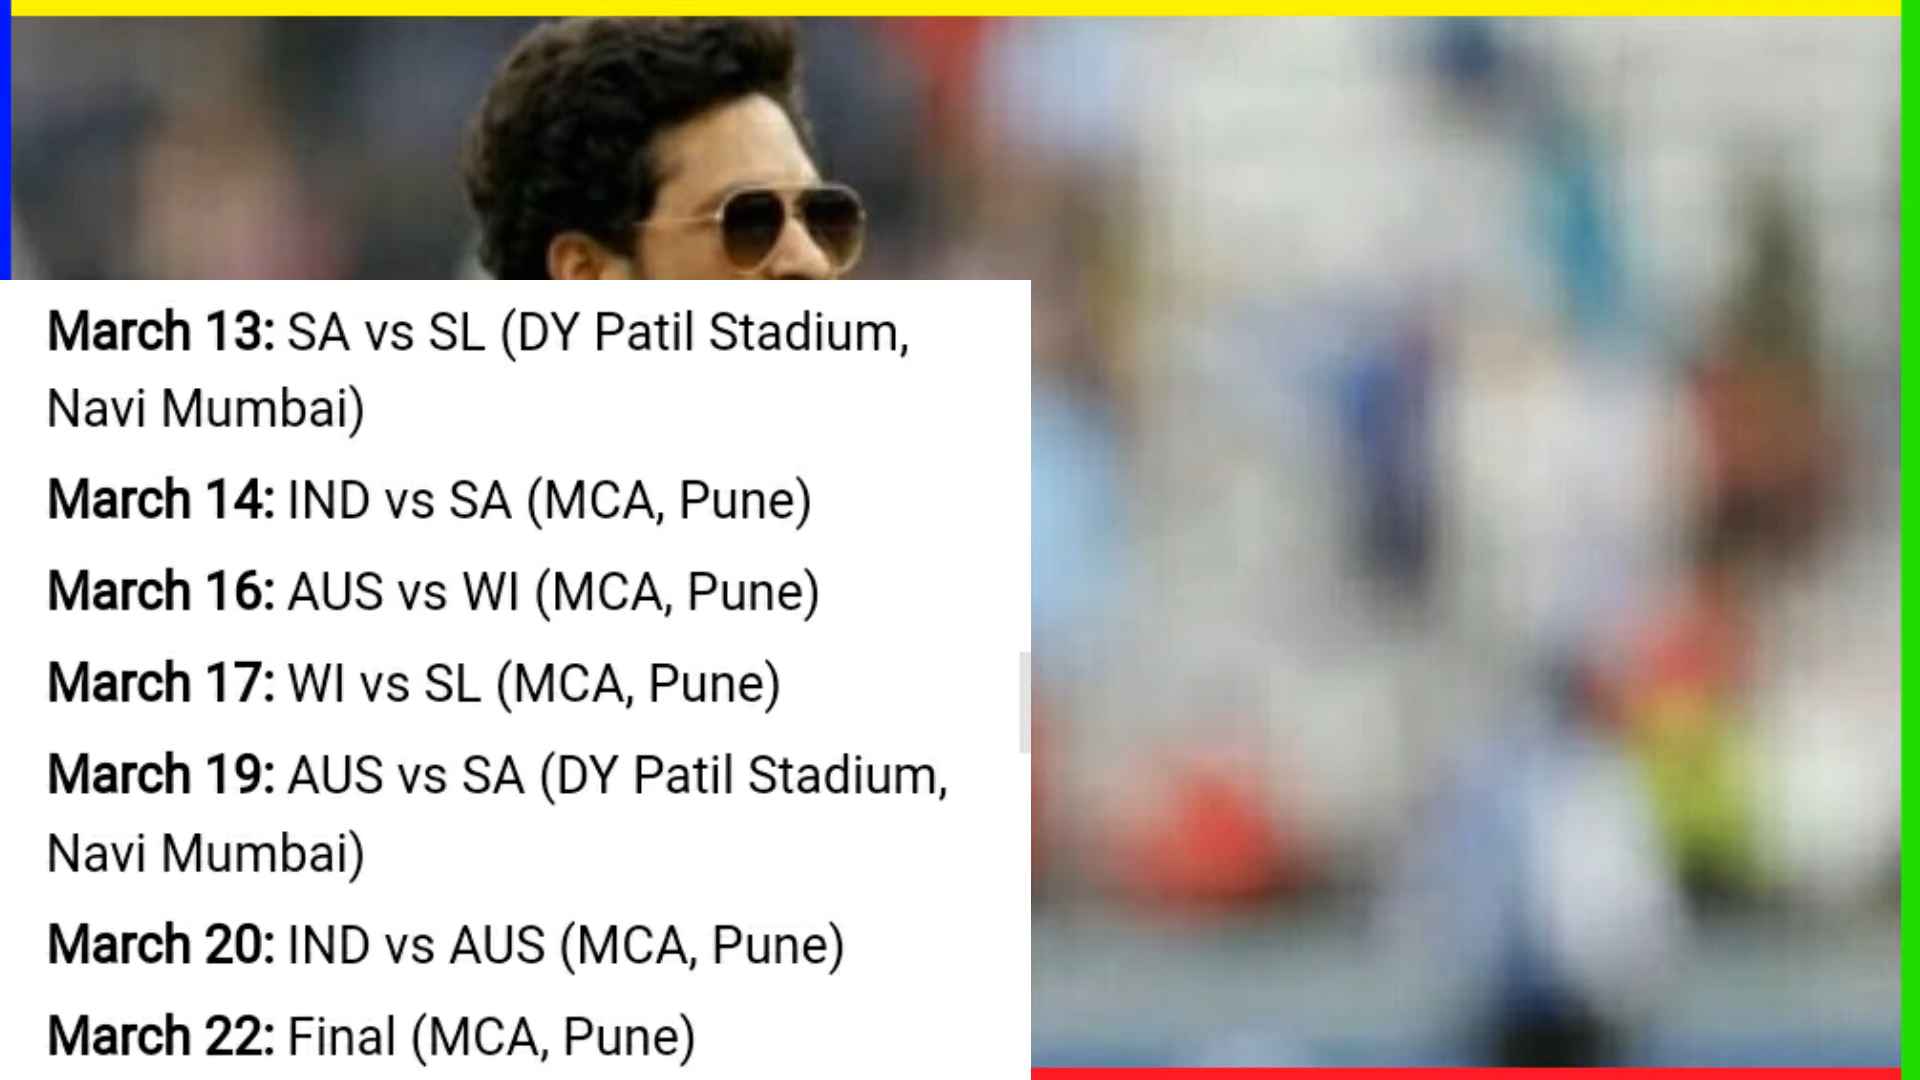 March 13: SA vs SL (DY Patil Stadium,
Navi Mumbai)
March 14: IND vs SA (MCA, Pune)
March 16: AUS vs WI (MCA, Pune)
March 17: WI vs SL (MCA, Pune)
March 19: AUS vs SA (DY Patil Stadium,
Navi Mumbai)
March 20: IND vs AUS (MCA, Pune)
March 22: Final (MCA, Pune)